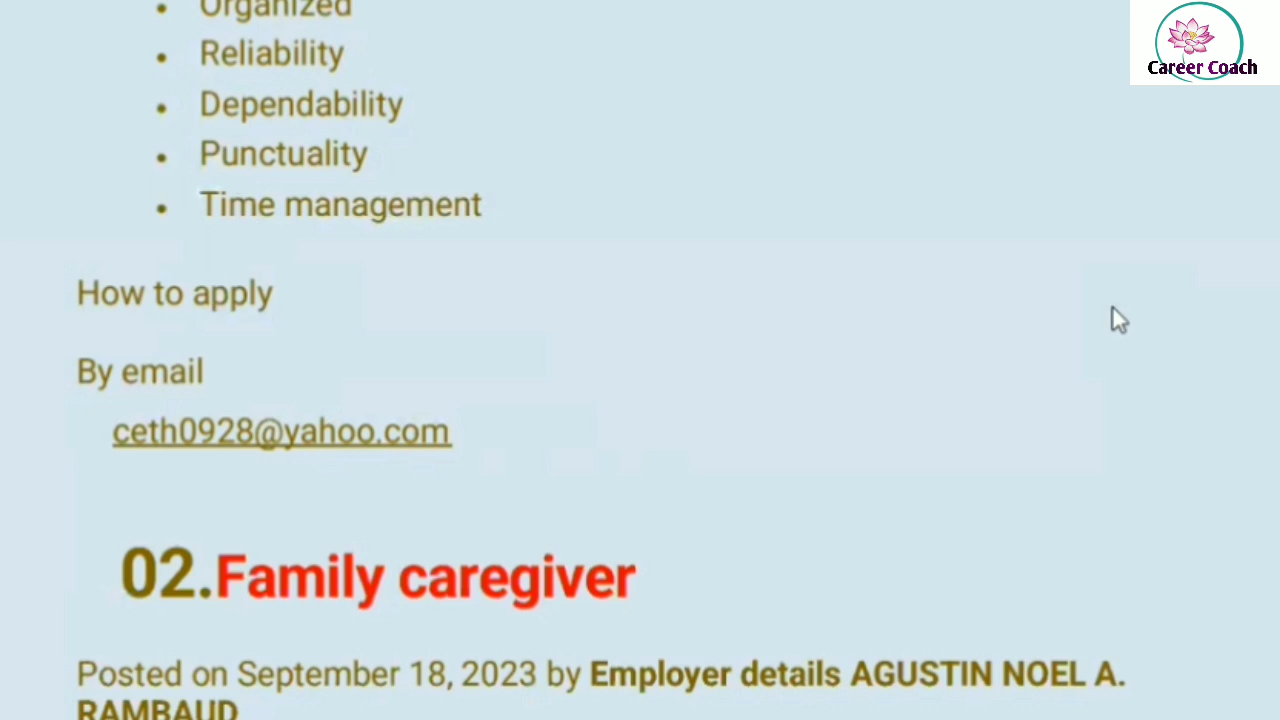 Organized
Career Coach
Reliability
Dependability
Punctuality
Time management
How to apply
By email
ceth0928@yahoo.com
02.Family caregiver
Posted on September 18, 2023 by Employer details AGUSTIN NOEL A.
RAMBAUD